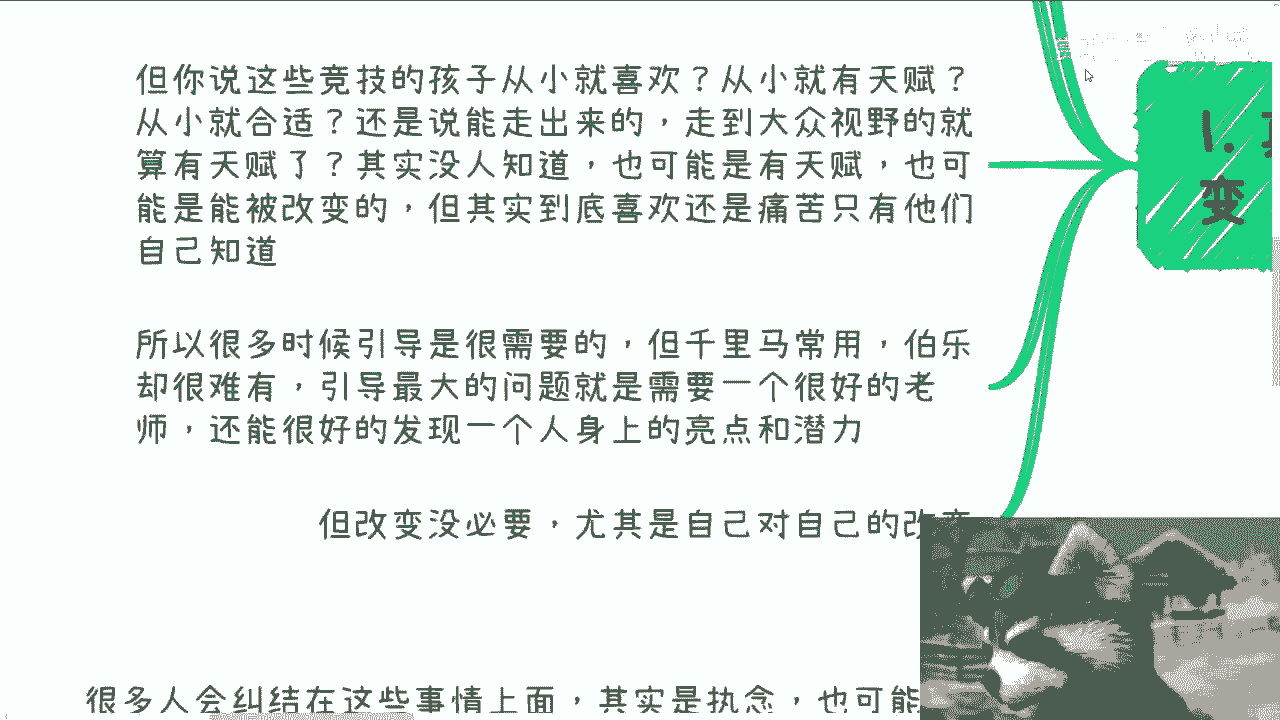 但你说这些竞技的孩子从小就喜欢？从小就有天赋？
从小就合适？还是说能走出来的，走到大众视野的就
算有天赋了？其实没人知道，也可能是有天赋，也可
能是能被改变的，但其实到底喜欢还是痛苦只有他们
自己知道
所以很多时候引导是很需要的，但千里马常用，伯乐
却很难有，引导最大的问题就是需要一个很好的老
师，还能很好的发现一个人身上的亮点和潜力
但改变没必要，尤其是自己对自己的改变
1.
变
很多人会纠结在这些事情上面，其实是执念，也可能